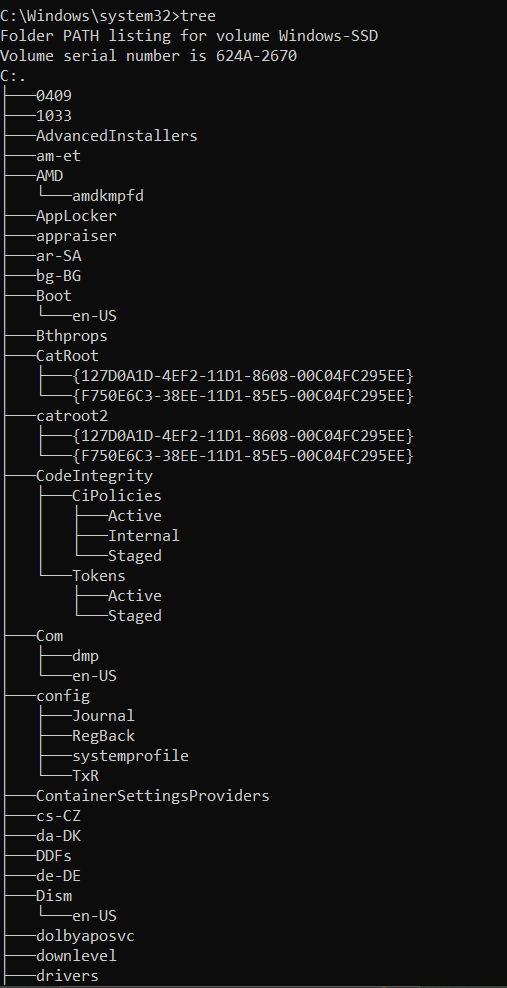 C:\Windows\system32>tree
Folder PATH listing for volume Windows-SSD
Volume serial number is 624A-2670
C:.
├───0409
├───1033
├───AdvancedInstallers
├───am-et
├───AMD
│   └───amdkmpfd
├───AppLocker
├───appraiser
├───ar-SA
├───bg-BG
├───Boot
│   └───en-US
├───Bthprops
├───CatRoot
│   ├───{127D0A1D-4EF2-11D1-8608-00C04FC295EE}
│   └───{F750E6C3-38EE-11D1-85E5-00C04FC295EE}
├───catroot2
│   ├───{127D0A1D-4EF2-11D1-8608-00C04FC295EE}
│   └───{F750E6C3-38EE-11D1-85E5-00C04FC295EE}
├───CodeIntegrity
│   ├───CiPolicies
│   │   ├───Active
│   │   ├───Internal
│   │   └───Staged
│   └───Tokens
│       ├───Active
│       └───Staged
├───Com
│   ├───dmp
│   └───en-US
├───config
│   ├───Journal
│   ├───RegBack
│   ├───systemprofile
│   └───TxR
├───ContainerSettingsProviders
├───cs-CZ
├───da-DK
├───DDFs
├───de-DE
├───Dism
│   └───en-US
├───dolbyaposvc
├───downlevel
├───drivers